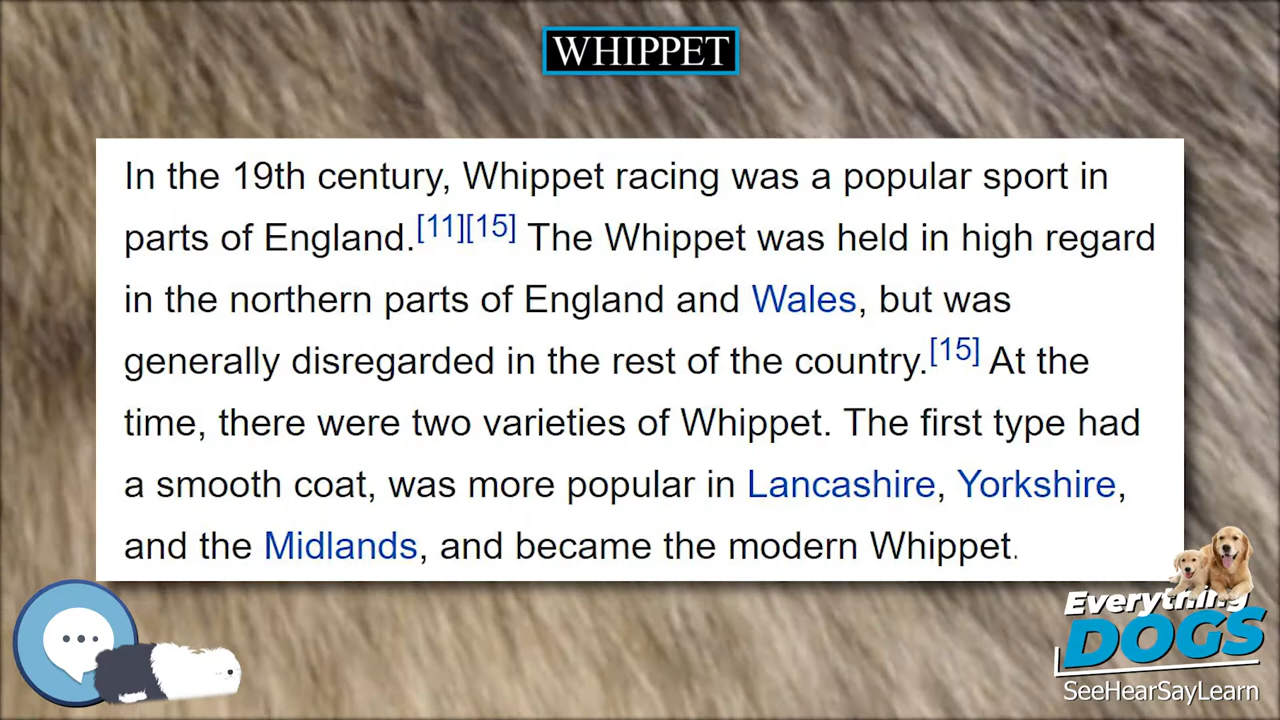 WHIPPET
In the 19th century, Whippet racing was a popular sport in
parts of England.[11][15] The Whippet was held in high regard
in the northern parts of England and Wales, but was
generally disregarded in the rest of the country.[15] At the
time, there were two varieties of Whippet. The first type had
a smooth coat, was more popular in Lancashire, Yorkshire,
and the Midlands, and became the modern Whippet.
Everything
DOGS
SeeHearSayLearn